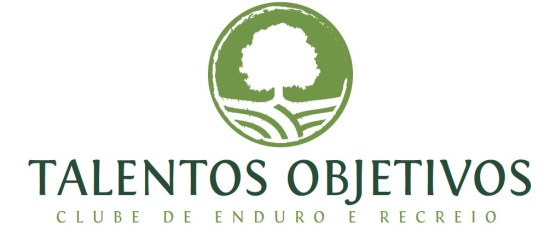 TALENTOS OBJETIVOS
CLUBE DE ENDURO E RECREIO